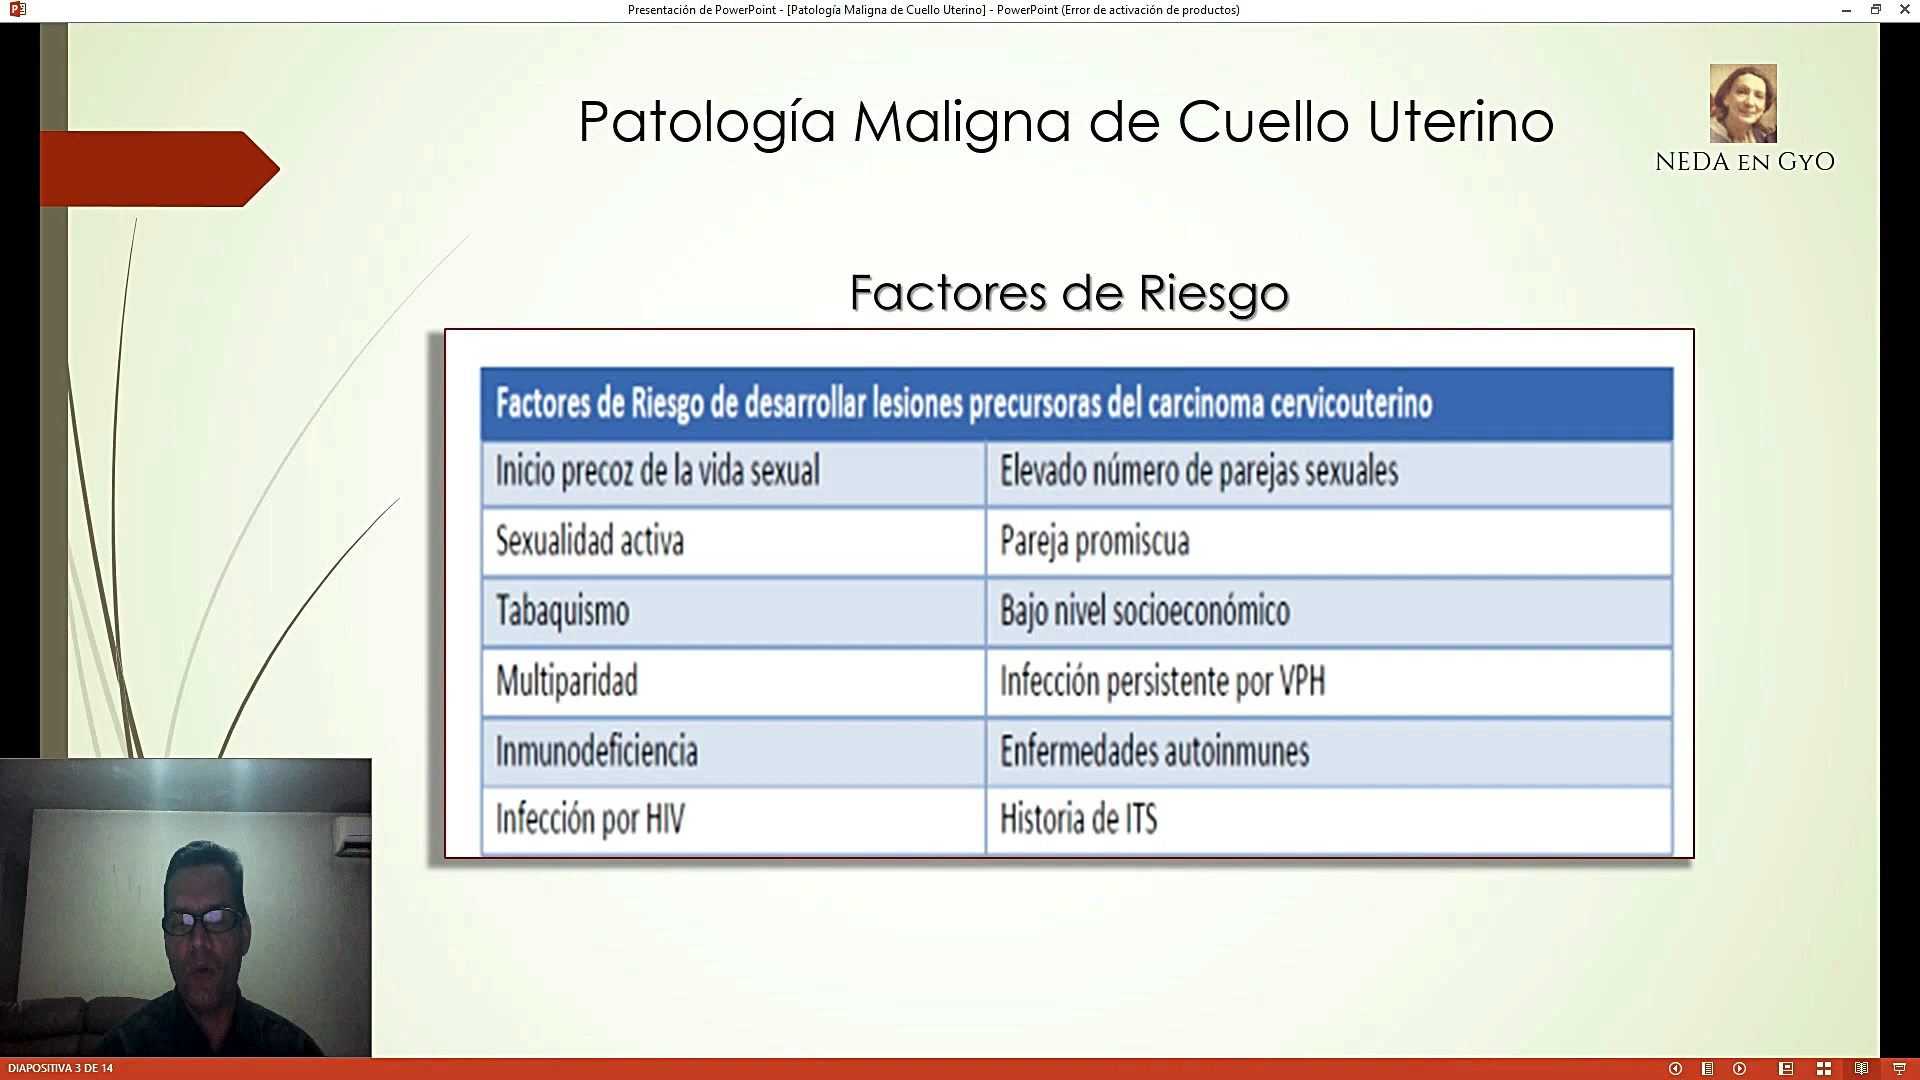 Presentación de PowerPoint - [Patología Maligna de Cuello Uterino] - PowerPoint (Error de activación de productos)
Patología Maligna de Cuello Uterino
NEDA EN GYO
Factores de Riesgo
Factores de Riesgo de desarrollar lesiones precursoras del carcinoma cervicouterino
Inicio precoz de la vida sexual
Elevado número de parejas sexuales
Sexualidad activa
Pareja promiscua
Tabaquismo
Bajo nivel socioeconómico
Multiparidad
Infección persistente por VPH
Inmunodeficiencia
Enfermedades autoinmunes
Infección por HIV
Historia de ITS
DIAPOSITIVA 3 DE 14